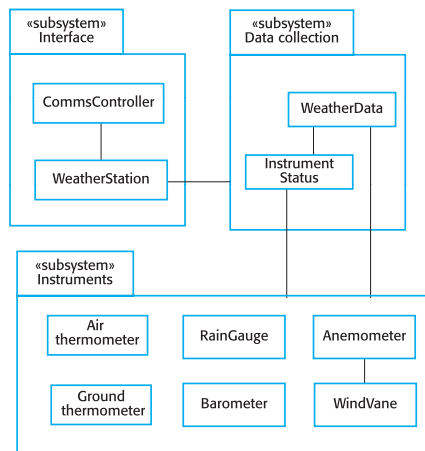 «subsystem»
Interface
CommsController
WeatherStation
«subsystem»
Data collection
WeatherData
Instrument
Status
«subsystem»
Instruments
Air
thermometer
RainGauge
Anemometer
Ground
thermometer
Barometer
WindVane